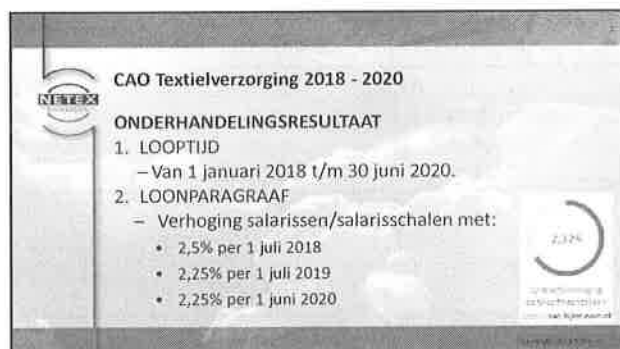 CAO Textielverzorging 2018 - 2020
NETEX
ONDERHANDELINGSRESULTAAT
1. LOOPTIJD
– Van 1 januari 2018 t/m 30 juni 2020.
2. LOONPARAGRAAF
– Verhoging salarissen/salarisschalen met:
• 2,5% per 1 juli 2018
• 2,25% per 1 juli 2019
• 2,25% per 1 juni 2020